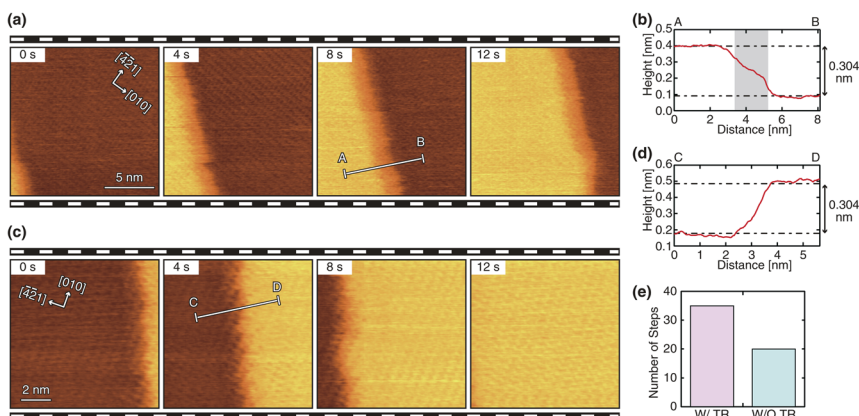 (a)
0 s
4 s
8 s
12 s
[4̅2̅1]
[010]
5 nm
A
B
(b)
A
B
Height [nm]
0.5
0.4
0.3
0.2
0.1
0.0
0
2
4
6
8
Distance [nm]
0.304
nm
(d)
C
D
Height [nm]
0.6
0.5
0.4
0.3
0.2
0.1
0
1
2
3
4
5
Distance [nm]
0.304
nm
(c)
0 s
4 s
8 s
12 s
[4̅2̅1]
[010]
2 nm
C
D
(e)
Number of Steps
40
30
20
10
0
W/ TR
W/O TR